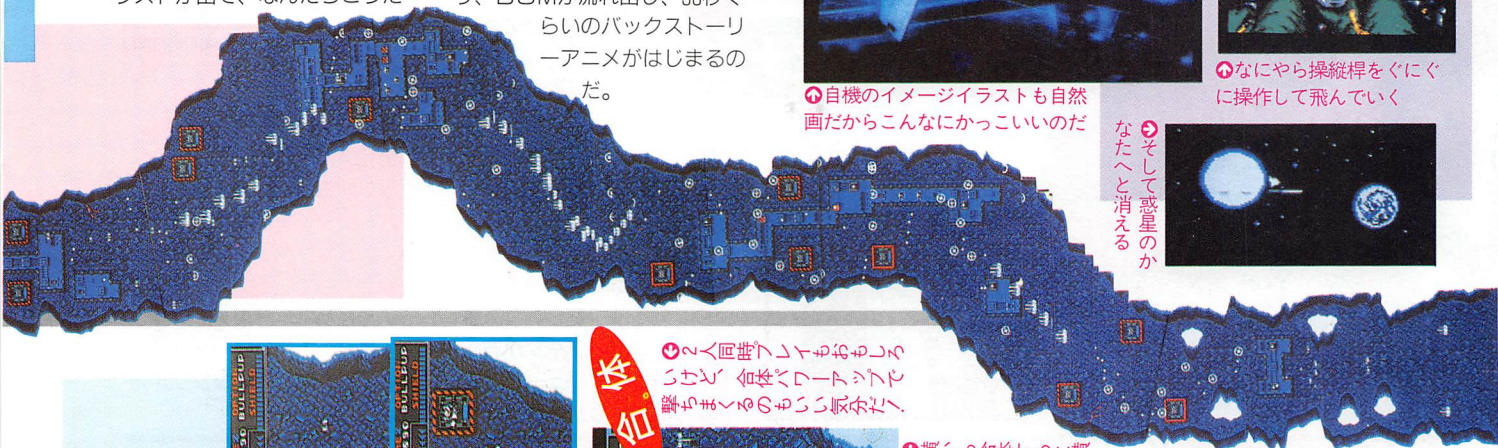 らいのバックストーリ
ーアニメがはじまるの
だ。
自機のイメージイラストも自然
画だからこんなにかっこいいのだ
なにやら操縦桿をぐにぐ
に操作して飛んでいく
そして惑星のか
なたへと消える
合。体
2人同時プレイもおもしろ
いけど、合体パワーアップで
撃ちまくるのもいい気分だ!
BULLPUP
SHIELD
BULLPUP
SHIELD